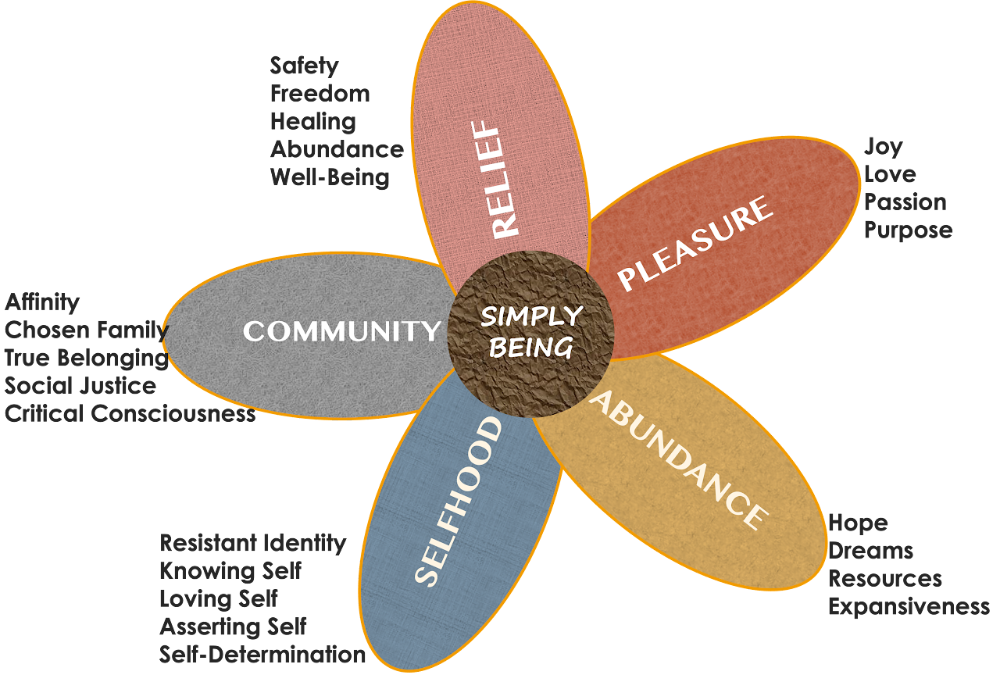 Safety
Freedom
Healing
Abundance
Well-Being
RELIEF
Joy
Love
Passion
Purpose
PLEASURE
Affinity
Chosen Family
True Belonging
Social Justice
Critical Consciousness
COMMUNITY
SIMPLY
BEING
ABUNDANCE
Hope
Dreams
Resources
Expansiveness
SELFHOOD
Resistant Identity
Knowing Self
Loving Self
Asserting Self
Self-Determination